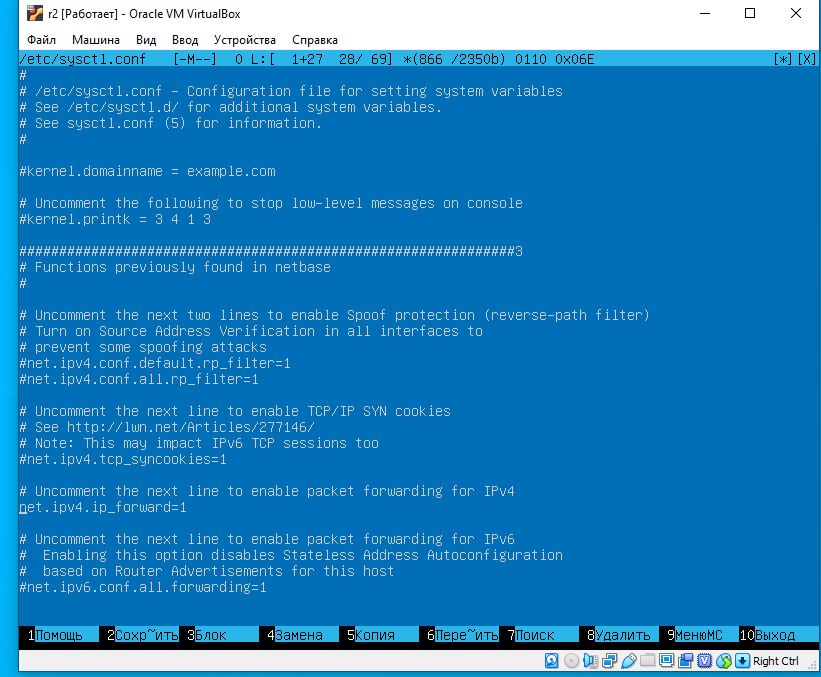 r2 [Работает] - Oracle VM VirtualBox
Файл Машина Вид Ввод Устройства Справка
/etc/sysctl.conf [-M--] 0 L:[ 1+27 28/ 69] *(866 /2350b) 0110 0x06E [*][X]
#
# /etc/sysctl.conf - Configuration file for setting system variables
# See /etc/sysctl.d/ for additional system variables.
# See sysctl.conf (5) for information.
#
#kernel.domainname = example.com
# Uncomment the following to stop low-level messages on console
#kernel.printk = 3 4 1 3
##############################################################3
# Functions previously found in netbase
#
# Uncomment the next two lines to enable Spoof protection (reverse-path filter)
# Turn on Source Address Verification in all interfaces to
# prevent some spoofing attacks
#net.ipv4.conf.default.rp_filter=1
#net.ipv4.conf.all.rp_filter=1
# Uncomment the next line to enable TCP/IP SYN cookies
# See http://lwn.net/Articles/277146/
# Note: This may impact IPv6 TCP sessions too
#net.ipv4.tcp_syncookies=1
# Uncomment the next line to enable packet forwarding for IPv4
net.ipv4.ip_forward=1
# Uncomment the next line to enable packet forwarding for IPv6
#  Enabling this option disables Stateless Address Autoconfiguration
#  based on Router Advertisements for this host
#net.ipv6.conf.all.forwarding=1
1Помощь 2Сохр~ить 3Блок 4Замена 5Копия 6Пере~ить 7Поиск 8Удалить 9МенюМС 10Выход
Right Ctrl